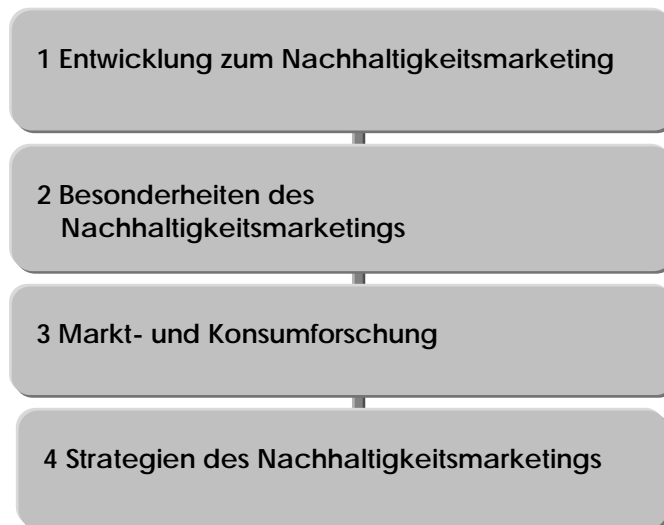 1 Entwicklung zum Nachhaltigkeitsmarketing
2 Besonderheiten des
Nachhaltigkeitsmarketings
3 Markt- und Konsumforschung
4 Strategien des Nachhaltigkeitsmarketings